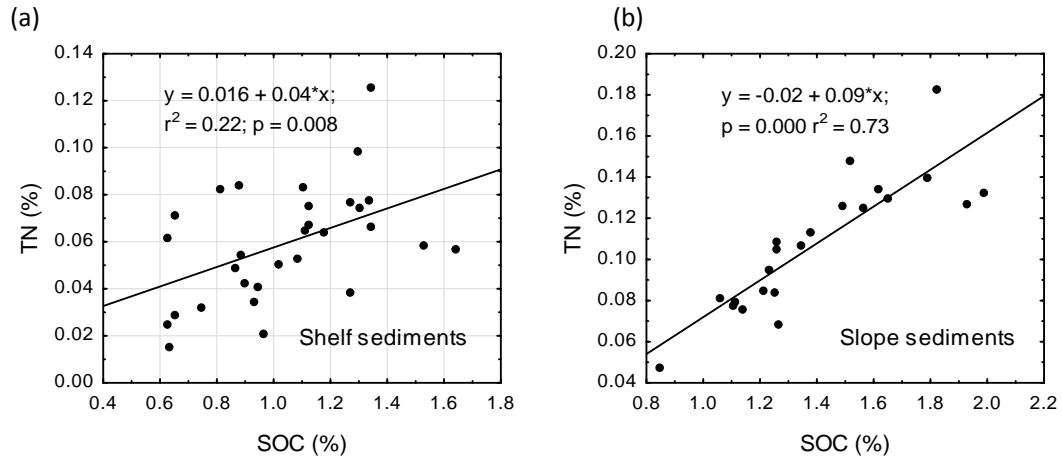 (a)
0.14
0.12
0.10
0.08
0.06
0.04
0.02
0.00
TN (%)
y = 0.016 + 0.04*x;
r² = 0.22; p = 0.008
Shelf sediments
0.4 0.6 0.8 1.0 1.2 1.4 1.6 1.8
SOC (%)
(b)
0.20
0.18
0.16
0.14
0.12
0.10
0.08
0.06
0.04
TN (%)
y = -0.02 + 0.09*x;
p = 0.000 r² = 0.73
Slope sediments
0.8 1.0 1.2 1.4 1.6 1.8 2.0 2.2
SOC (%)